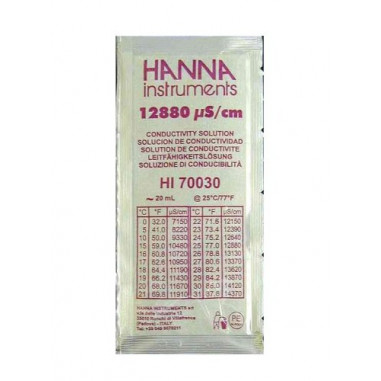 HANNA
instruments
12880 µS/cm
CONDUCTIVITY SOLUTION
SOLUCION DE CONDUCTIVIDAD
SOLUTION DE CONDUCTIVITE
LEITFÄHIGKEITSLÖSUNG
SOLUZIONE DI CONDUCIBILITÀ
HI 70030
~ 20 mL @ 25°C/77°F
°C °F µS/cm °C °F µS/cm
0 32.0 7150 22 71.6 12150
5 41.0 8220 23 73.4 12390
10 50.0 9330 24 75.2 12640
15 59.0 10480 25 77.0 12880
16 60.8 10720 26 78.8 13130
17 62.6 10950 27 80.6 13370
18 64.4 11190 28 82.4 13620
19 66.2 11430 29 84.2 13870
20 68.0 11670 30 86.0 14120
21 69.8 11910 31 87.8 14370
HANNA INSTRUMENTS
(Padova) - ITALY
PE